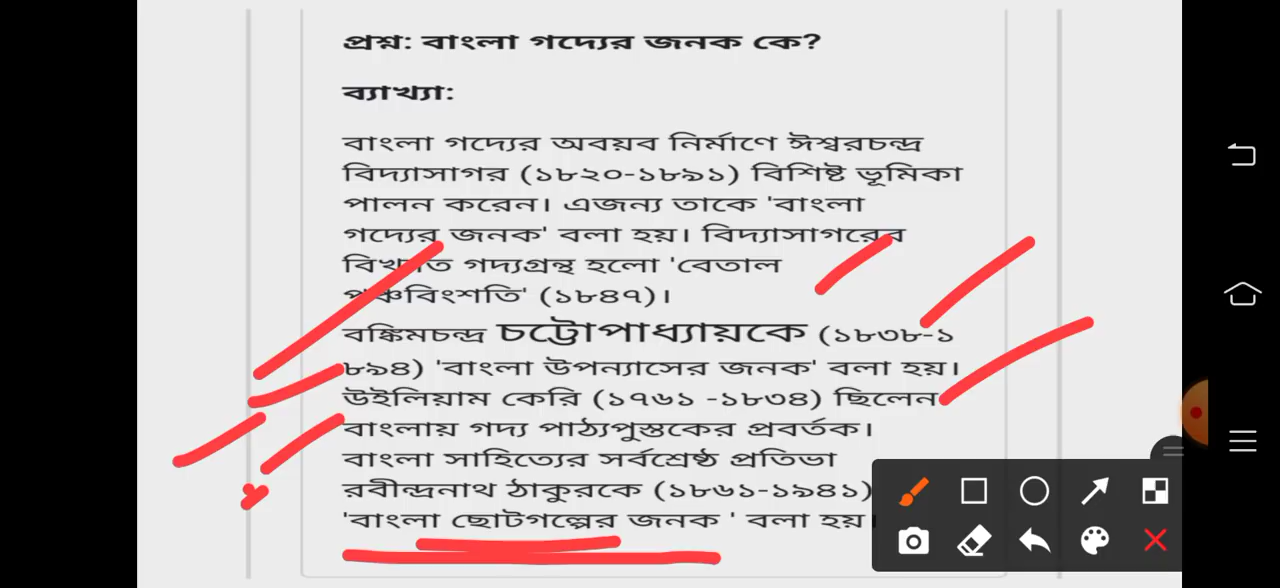 প্রশ্ন: বাংলা গদ্যের জনক কে?
ব্যাখ্যা:
বাংলা গদ্যের অবয়ব নির্মাণে ঈশ্বরচন্দ্র
বিদ্যাসাগর (১৮২০-১৮৯১) বিশিষ্ট ভূমিকা
পালন করেন। এজন্য তাকে 'বাংলা
গদ্যের জনক' বলা হয়। বিদ্যাসাগরের
বিখ্যাত গদ্যগ্রন্থ হলো 'বেতাল
পঞ্চবিংশতি' (১৮৪৭)।
বঙ্কিমচন্দ্র চট্টোপাধ্যায়কে (১৮৩৮-১
৮৯৪) 'বাংলা উপন্যাসের জনক' বলা হয়।
উইলিয়াম কেরি (১৭৬১ -১৮৩৪) ছিলেন
বাংলায় গদ্য পাঠ্যপুস্তকের প্রবর্তক।
বাংলা সাহিত্যের সর্বশ্রেষ্ঠ প্রতিভা
রবীন্দ্রনাথ ঠাকুরকে (১৮৬১-১৯৪১)
'বাংলা ছোটগল্পের জনক ' বলা হয়।